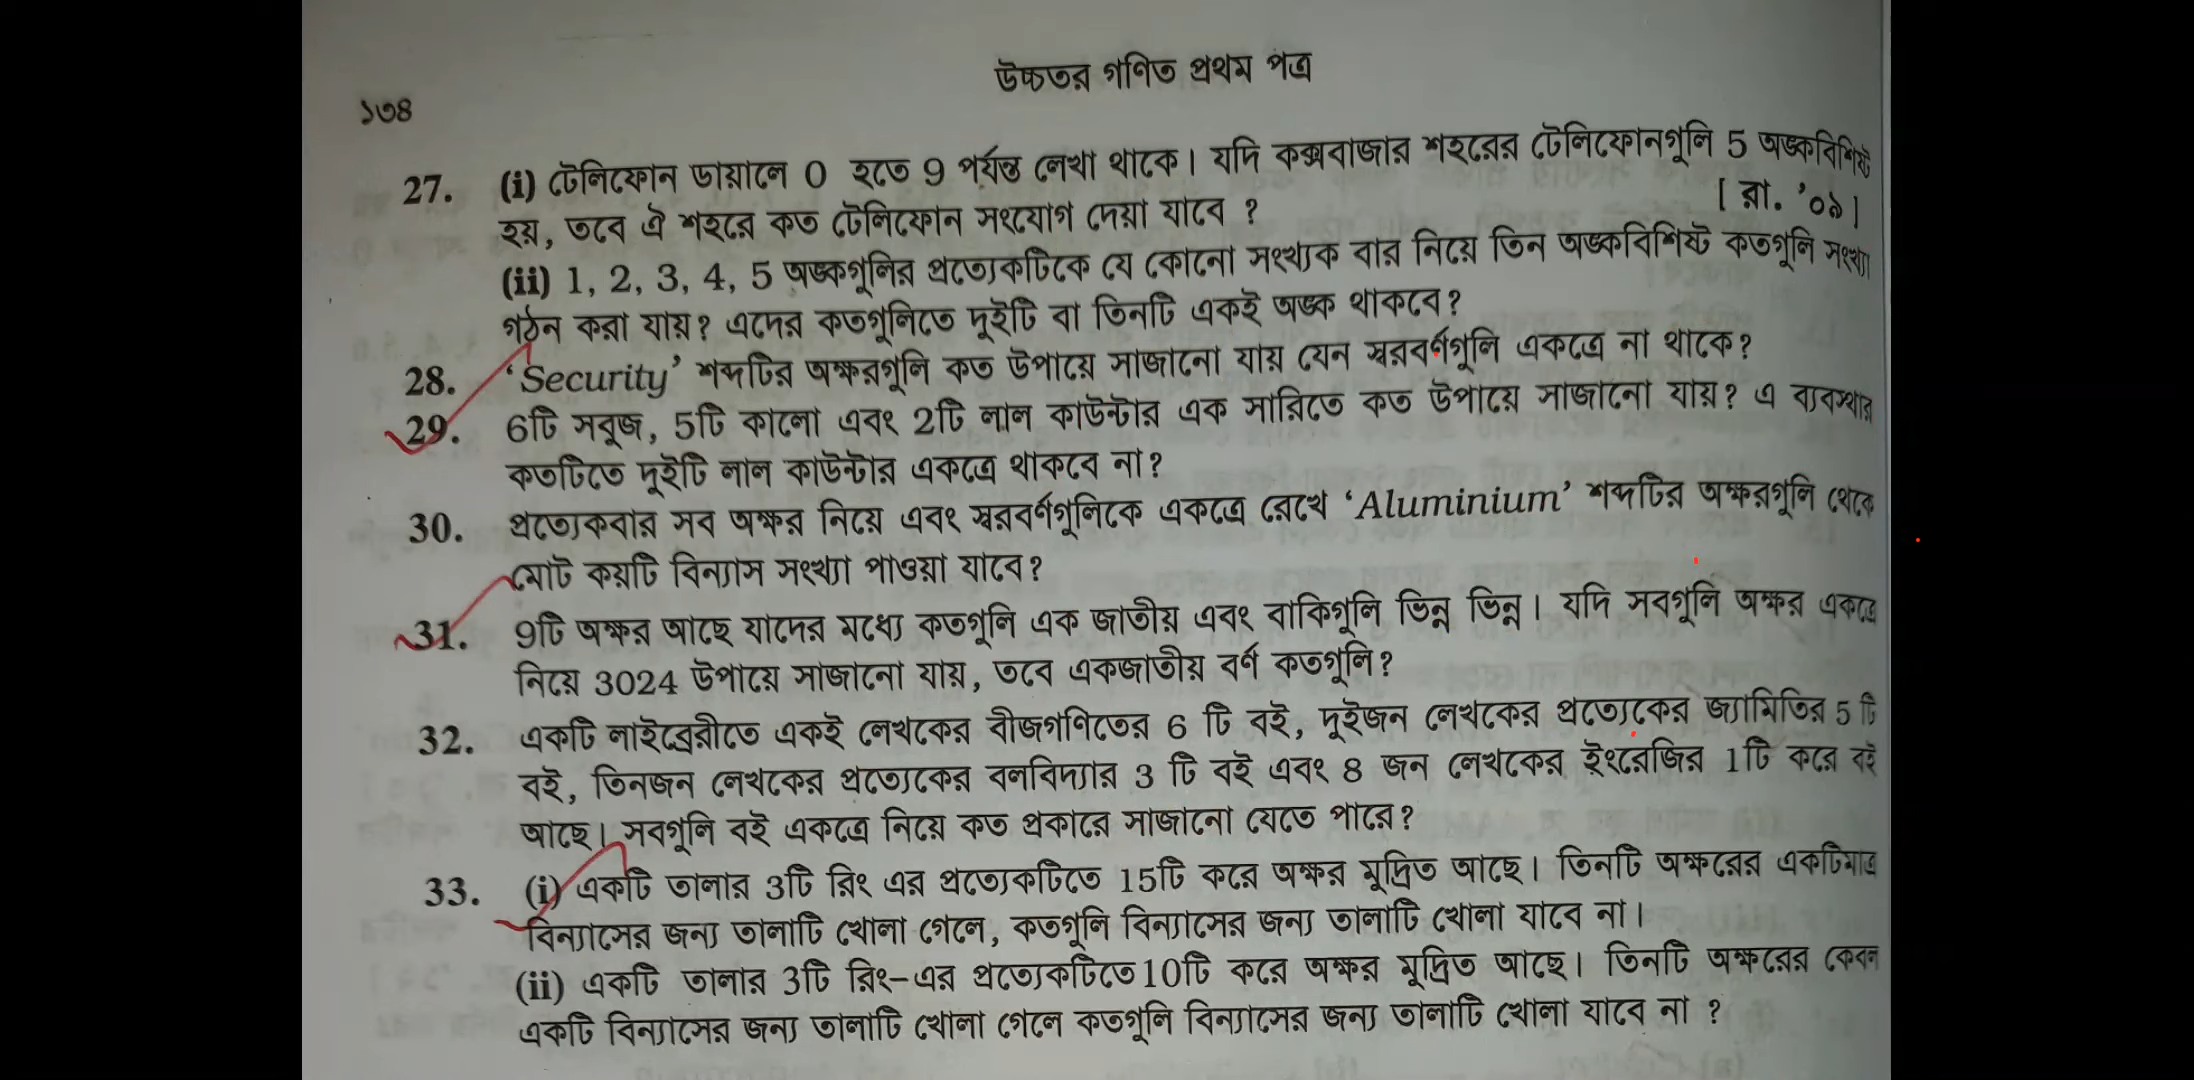 উচ্চতর গণিত প্রথম পত্র
১৩৪
27. (i) টেলিফোন ডায়ালে 0 হতে 9 পর্যন্ত লেখা থাকে। যদি কক্সবাজার শহরের টেলিফোনগুলি 5 অঙ্কবিশিষ্ট
হয়, তবে ঐ শহরে কত টেলিফোন সংযোগ দেয়া যাবে ? [ রা. '০৯]
(ii) 1, 2, 3, 4, 5 অঙ্কগুলির প্রত্যেকটিকে যে কোনো সংখ্যক বার নিয়ে তিন অঙ্কবিশিষ্ট কতগুলি সংখ্যা
গঠন করা যায়? এদের কতগুলিতে দুইটি বা তিনটি একই অঙ্ক থাকবে?
28. 'Security' শব্দটির অক্ষরগুলি কত উপায়ে সাজানো যায় যেন স্বরবর্ণগুলি একত্রে না থাকে?
29. 6টি সবুজ, 5টি কালো এবং 2টি লাল কাউন্টার এক সারিতে কত উপায়ে সাজানো যায়? এ ব্যবস্থার
কতটিতে দুইটি লাল কাউন্টার একত্রে থাকবে না?
30. প্রত্যেকবার সব অক্ষর নিয়ে এবং স্বরবর্ণগুলিকে একত্রে রেখে 'Aluminium' শব্দটির অক্ষরগুলি থেকে
মোট কয়টি বিন্যাস সংখ্যা পাওয়া যাবে?
31. 9টি অক্ষর আছে যাদের মধ্যে কতগুলি এক জাতীয় এবং বাকিগুলি ভিন্ন ভিন্ন। যদি সবগুলি অক্ষর একত্রে
নিয়ে 3024 উপায়ে সাজানো যায়, তবে একজাতীয় বর্ণ কতগুলি?
32. একটি লাইব্রেরীতে একই লেখকের বীজগণিতের 6 টি বই, দুইজন লেখকের প্রত্যেকের জ্যামিতির 5 টি
বই, তিনজন লেখকের প্রত্যেকের বলবিদ্যার 3 টি বই এবং 8 জন লেখকের ইংরেজির 1টি করে বই
আছে। সবগুলি বই একত্রে নিয়ে কত প্রকারে সাজানো যেতে পারে?
33. (i) একটি তালার 3টি রিং এর প্রত্যেকটিতে 15টি করে অক্ষর মুদ্রিত আছে। তিনটি অক্ষরের একটিমাত্র
বিন্যাসের জন্য তালাটি খোলা গেলে, কতগুলি বিন্যাসের জন্য তালাটি খোলা যাবে না।
(ii) একটি তালার 3টি রিং-এর প্রত্যেকটিতে 10টি করে অক্ষর মুদ্রিত আছে। তিনটি অক্ষরের কেবল
একটি বিন্যাসের জন্য তালাটি খোলা গেলে কতগুলি বিন্যাসের জন্য তালাটি খোলা যাবে না ?